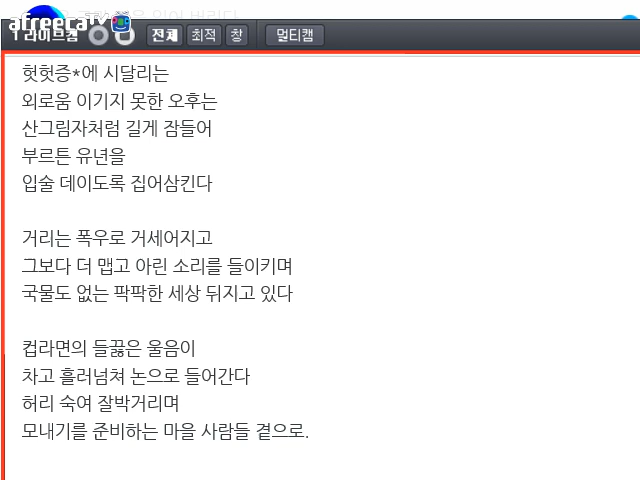 afreecaTV
1 라이브캠 전체 최적 창 멀티캠
헛헛증*에 시달리는
외로움 이기지 못한 오후는
산그림자처럼 길게 잠들어
부르튼 유년을
입술 데이도록 집어삼킨다
거리는 폭우로 거세어지고
그보다 더 맵고 아린 소리를 들이키며
국물도 없는 팍팍한 세상 뒤지고 있다
컵라면의 들끓은 울음이
차고 흘러넘쳐 논으로 들어간다
허리 숙여 잘박거리며
모내기를 준비하는 마을 사람들 곁으로.